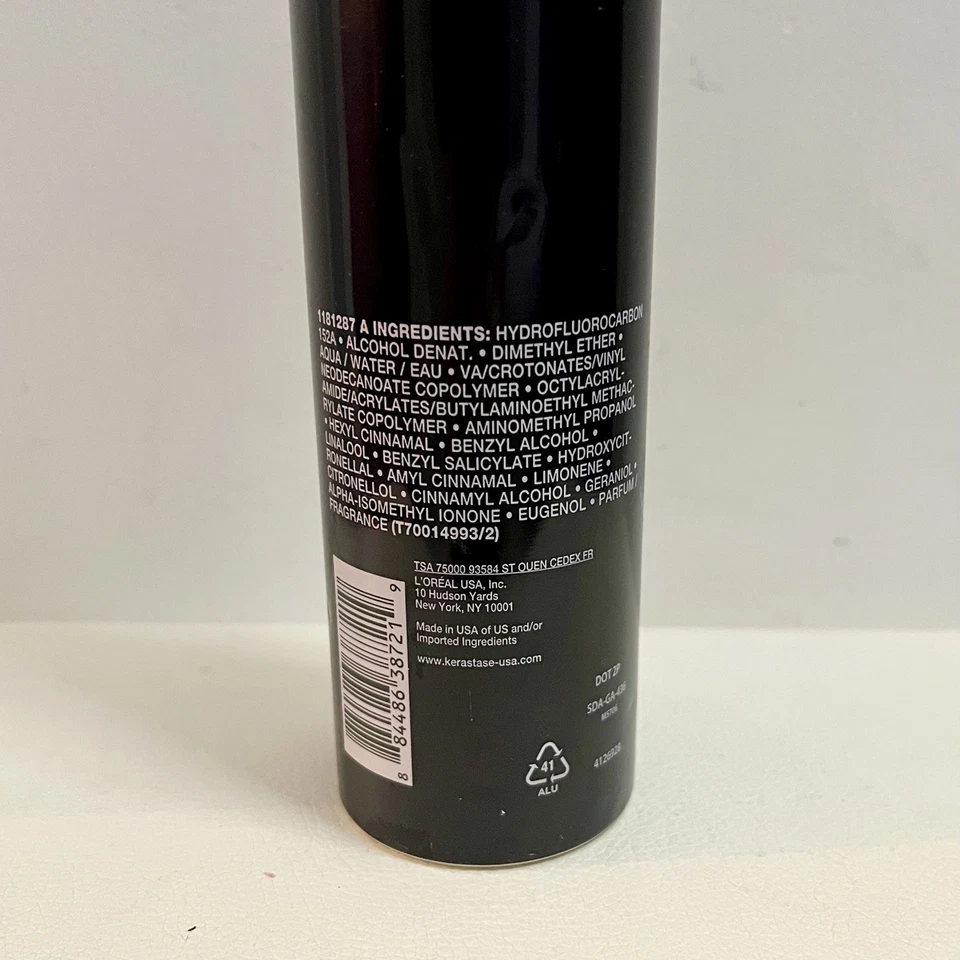 1181287 A INGREDIENTS: HYDROFLUOROCARBON
152A • ALCOHOL DENAT. • DIMETHYL ETHER •
AQUA / WATER / EAU • VA/CROTONATES/VINYL
NEODECANOATE COPOLYMER • OCTYLACRYL-
AMIDE/ACRYLATES/BUTYLAMINOETHYL METHAC-
RYLATE COPOLYMER • AMINOMETHYL PROPANOL
• HEXYL CINNAMAL • BENZYL ALCOHOL •
LINALOOL • BENZYL SALICYLATE • HYDROXYCIT-
RONELLAL • AMYL CINNAMAL • LIMONENE •
CITRONELLOL • CINNAMYL ALCOHOL • GERANIOL •
ALPHA-ISOMETHYL IONONE • EUGENOL • PARFUM /
FRAGRANCE (T70014993/2)
TSA 75000 93584 ST OUEN CEDEX FR
L'ORÉAL USA, Inc.
10 Hudson Yards
New York, NY 10001
Made in USA of US and/or
Imported Ingredients
www.kerastase-usa.com
8 84486 38721 9
DOT 2P
SDA-GA-436
M5706
41
ALU
4126928